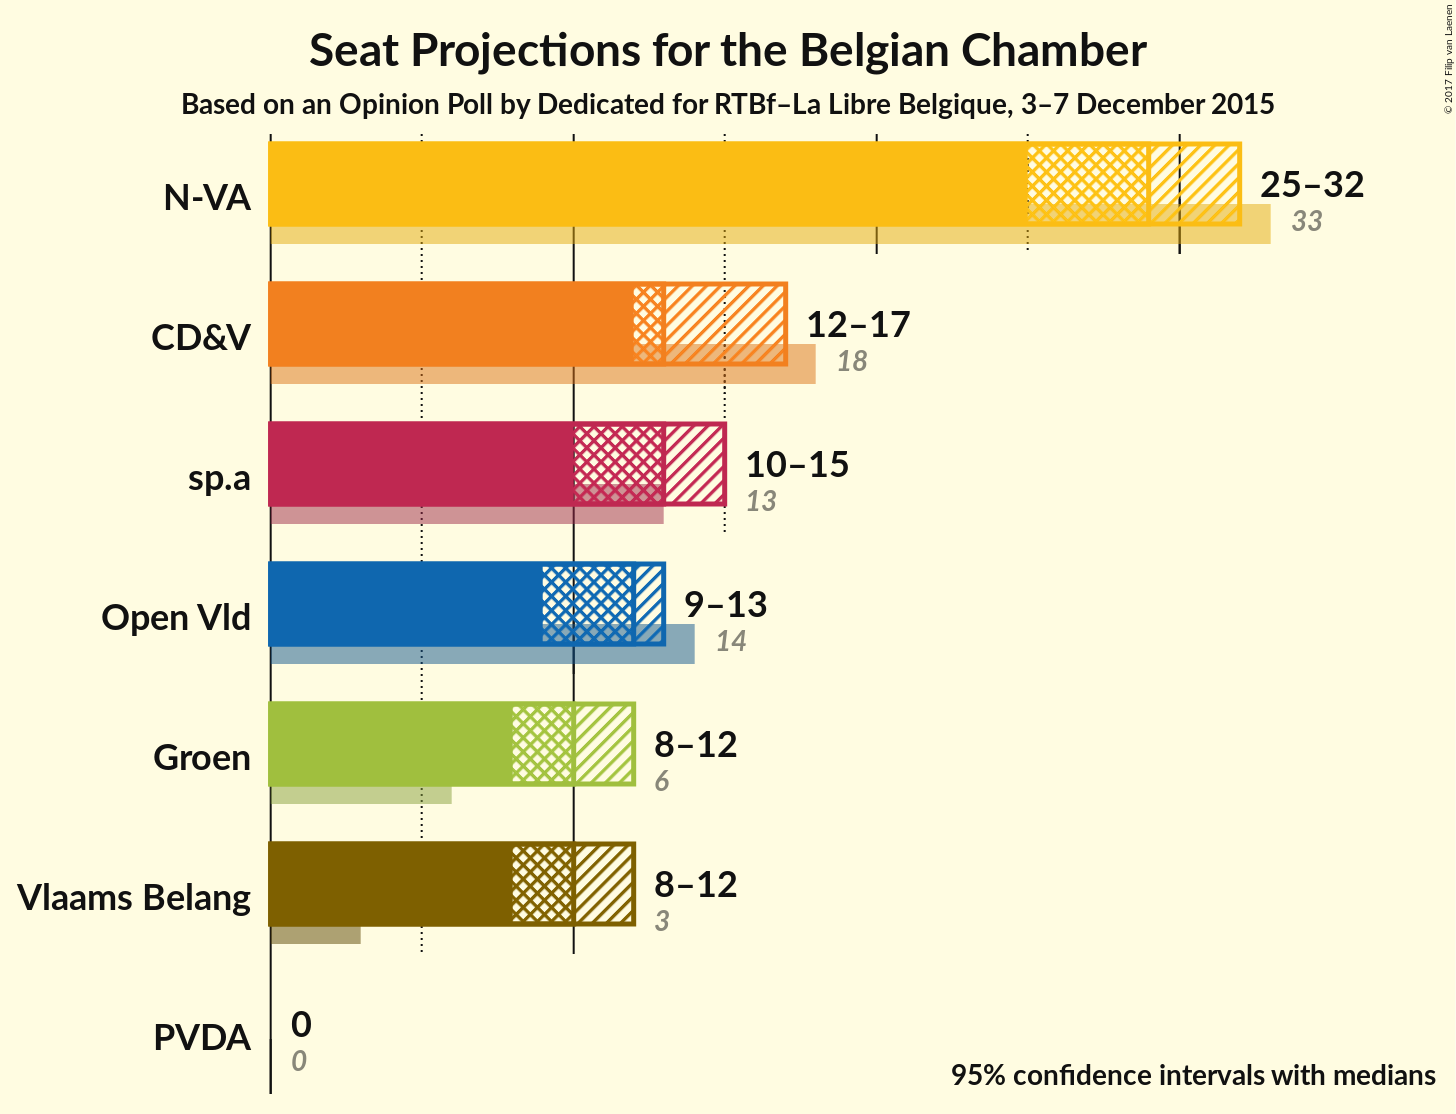 Seat Projections for the Belgian Chamber
Based on an Opinion Poll by Dedicated for RTBf–La Libre Belgique, 3–7 December 2015
© 2017 Filip van Laenen
N-VA
25–32
33
CD&V
12–17
18
sp.a
10–15
13
Open Vld
9–13
14
Groen
8–12
6
Vlaams Belang
8–12
3
PVDA
0
0
95% confidence intervals with medians